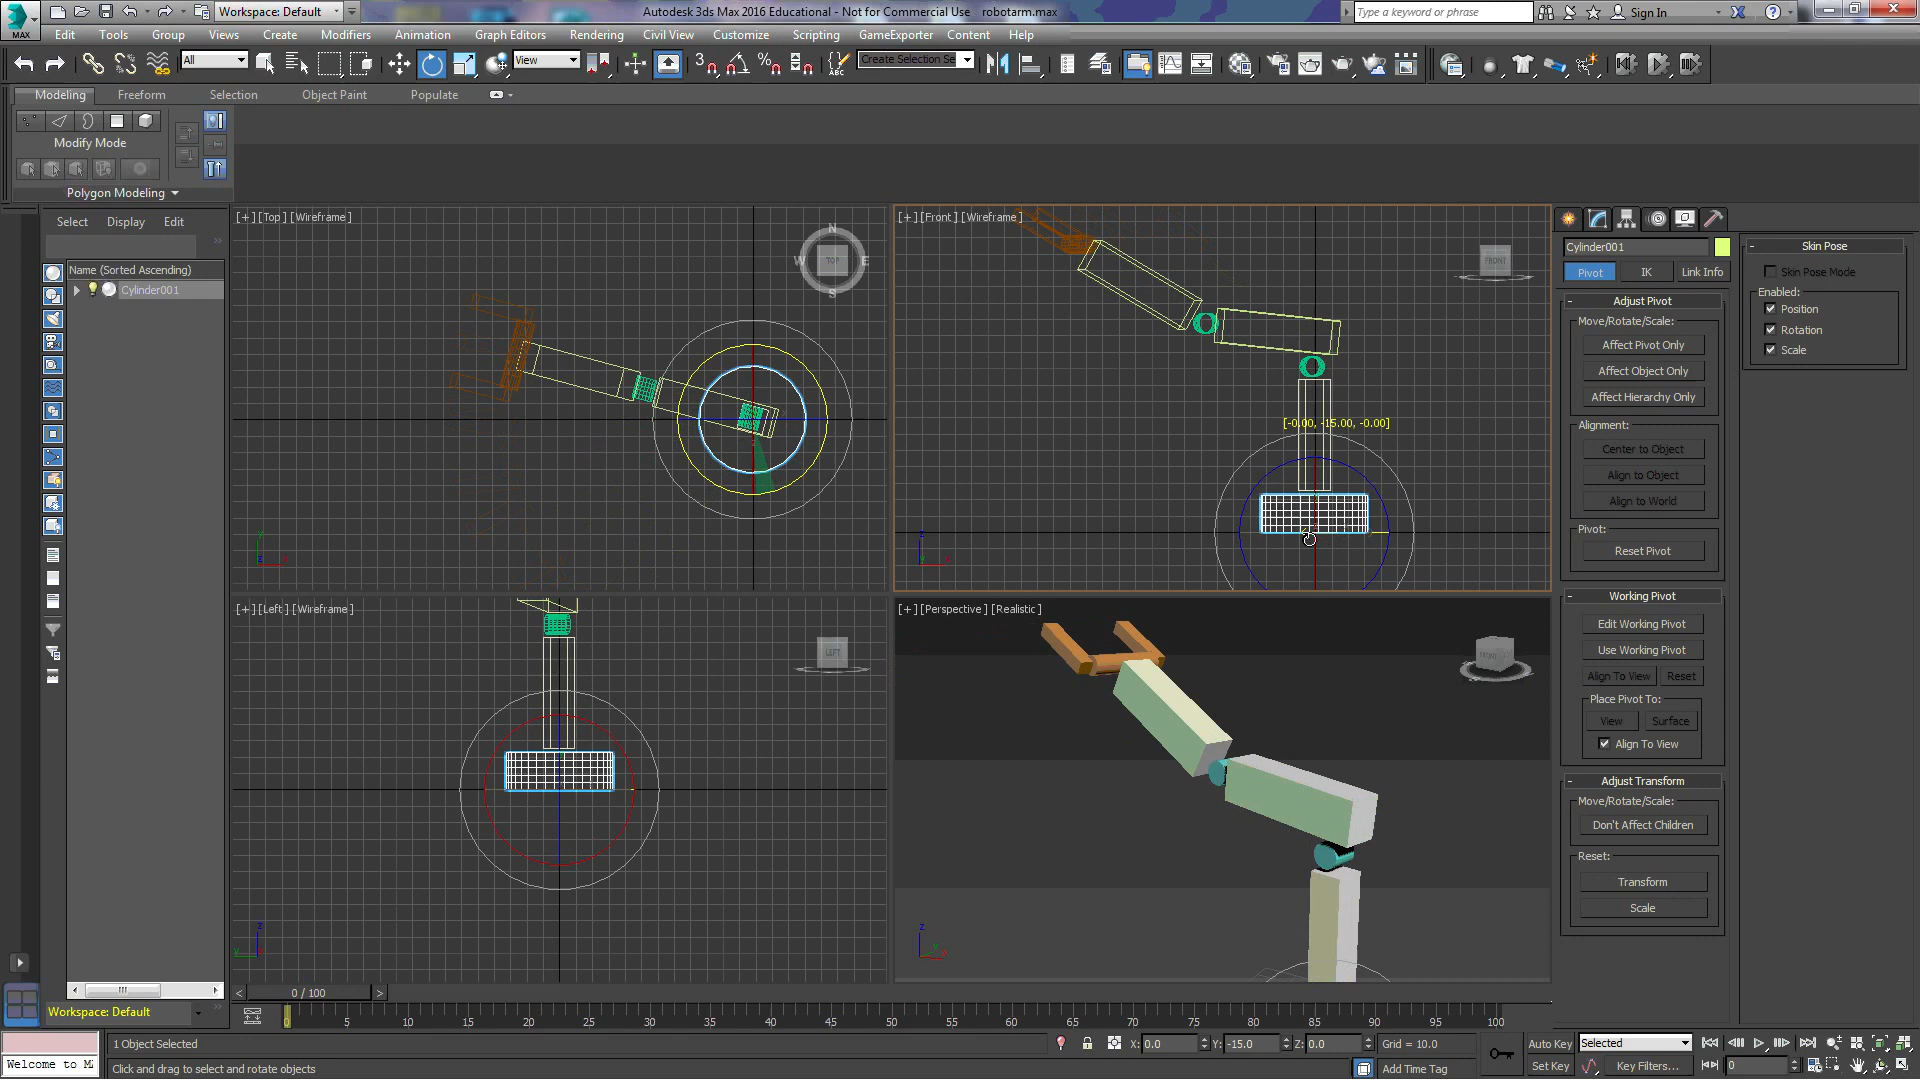 Workspace: Default
Autodesk 3ds Max 2016 Educational - Not for Commercial Use robotarm.max
Type a keyword or phrase
Sign In
MAX
Edit Tools Group Views Create Modifiers Animation Graph Editors Rendering Civil View Customize Scripting GameExporter Content Help
All
View
3
ABC
Create Selection Se
Modeling Freeform Selection Object Paint Populate
Modify Mode
Polygon Modeling
Select Display Edit
Name (Sorted Ascending)
Cylinder001
[+] [Top] [Wireframe]
N
W TOP E
S
[+] [Front] [Wireframe]
FRONT
[-0.00, -15.00, -0.00]
[+] [Left] [Wireframe]
LEFT
[+] [Perspective] [Realistic]
Cylinder001
Pivot IK Link Info
- Adjust Pivot
Move/Rotate/Scale:
Affect Pivot Only
Affect Object Only
Affect Hierarchy Only
Alignment:
Center to Object
Align to Object
Align to World
Pivot:
Reset Pivot
- Working Pivot
Edit Working Pivot
Use Working Pivot
Align To View Reset
Place Pivot To:
View Surface
Align To View
- Adjust Transform
Move/Rotate/Scale:
Don't Affect Children
Reset:
Transform
Scale
- Skin Pose
Skin Pose Mode
Enabled:
Position
Rotation
Scale
< 0 / 100 >
Workspace: Default
0 5 10 15 20 25 30 35 40 45 50 55 60 65 70 75 80 85 90 95 100
1 Object Selected
X: 0.0 Y: -15.0 Z: 0.0 Grid = 10.0
Auto Key Selected
Welcome to M
Click and drag to select and rotate objects
Add Time Tag
Set Key Key Filters... 0